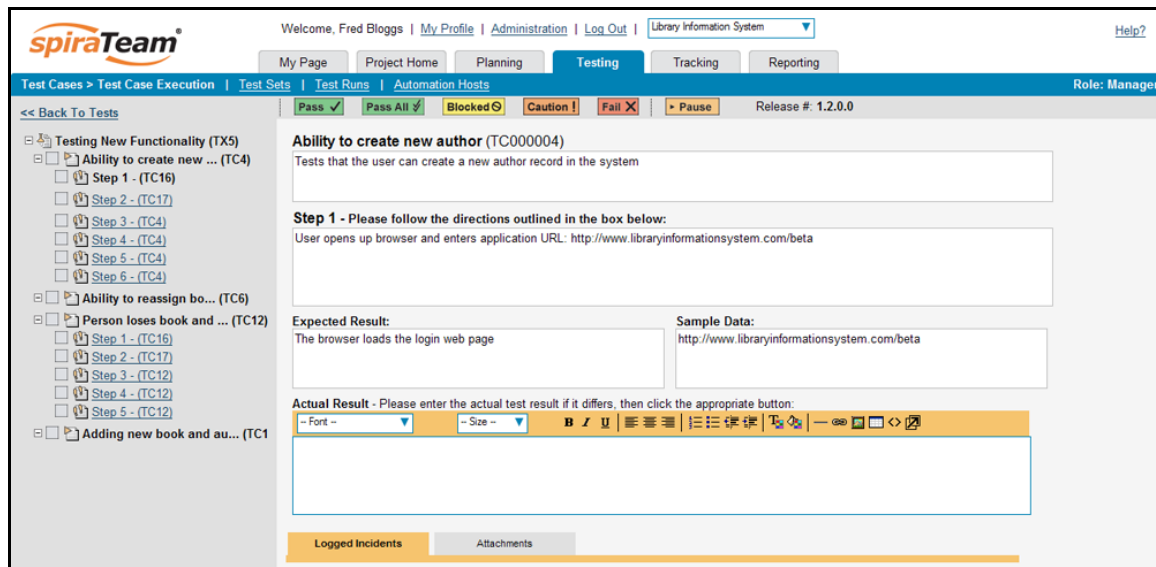 spiraTeam®
Welcome, Fred Bloggs | My Profile | Administration | Log Out | Library Information System
Help?
My Page Project Home Planning Testing Tracking Reporting
Test Cases > Test Case Execution | Test Sets | Test Runs | Automation Hosts Role: Manager
<< Back To Tests
Pass Pass All Blocked Caution ! Fail Pause Release #: 1.2.0.0
Testing New Functionality (TX5)
Ability to create new ... (TC4)
Step 1 - (TC16)
Step 2 - (TC17)
Step 3 - (TC4)
Step 4 - (TC4)
Step 5 - (TC4)
Step 6 - (TC4)
Ability to reassign bo... (TC6)
Person loses book and ... (TC12)
Step 1 - (TC16)
Step 2 - (TC17)
Step 3 - (TC12)
Step 4 - (TC12)
Step 5 - (TC12)
Adding new book and au... (TC1
Ability to create new author (TC000004)
Tests that the user can create a new author record in the system
Step 1 - Please follow the directions outlined in the box below:
User opens up browser and enters application URL: http://www.libraryinformationsystem.com/beta
Expected Result:
The browser loads the login web page
Sample Data:
http://www.libraryinformationsystem.com/beta
Actual Result - Please enter the actual test result if it differs, then click the appropriate button:
-- Font -- -- Size -- B I U
Logged Incidents Attachments